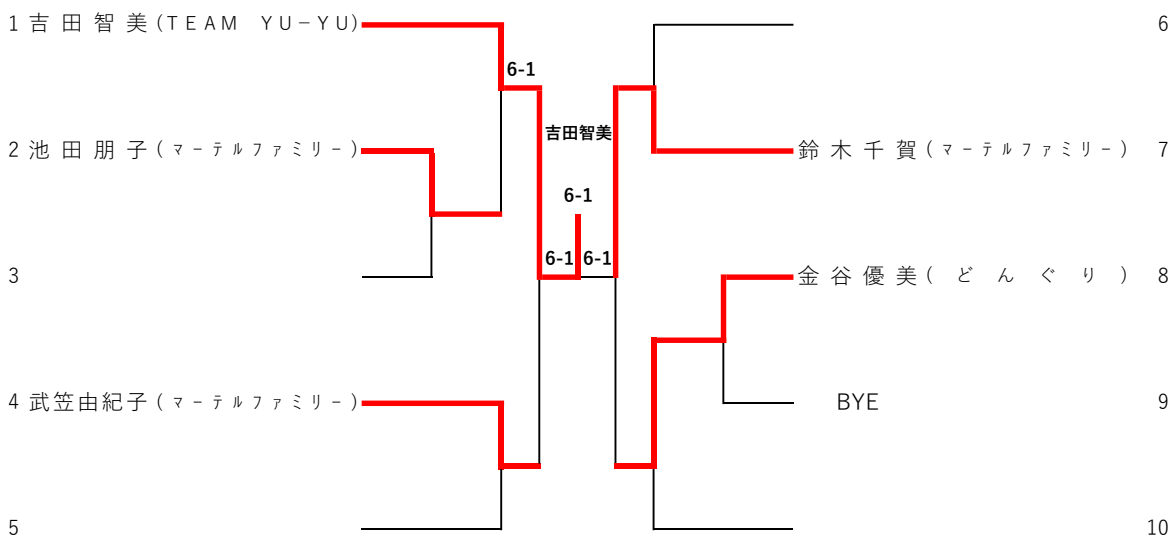 1 吉田智美(TEAM YU-YU)
6
6-1
吉田智美
2 池田朋子(マーテルファミリー)
鈴木千賀(マーテルファミリー) 7
6-1
6-1 6-1
3
金谷優美(どんぐり) 8
4 武笠由紀子(マーテルファミリー)
BYE 9
5
10